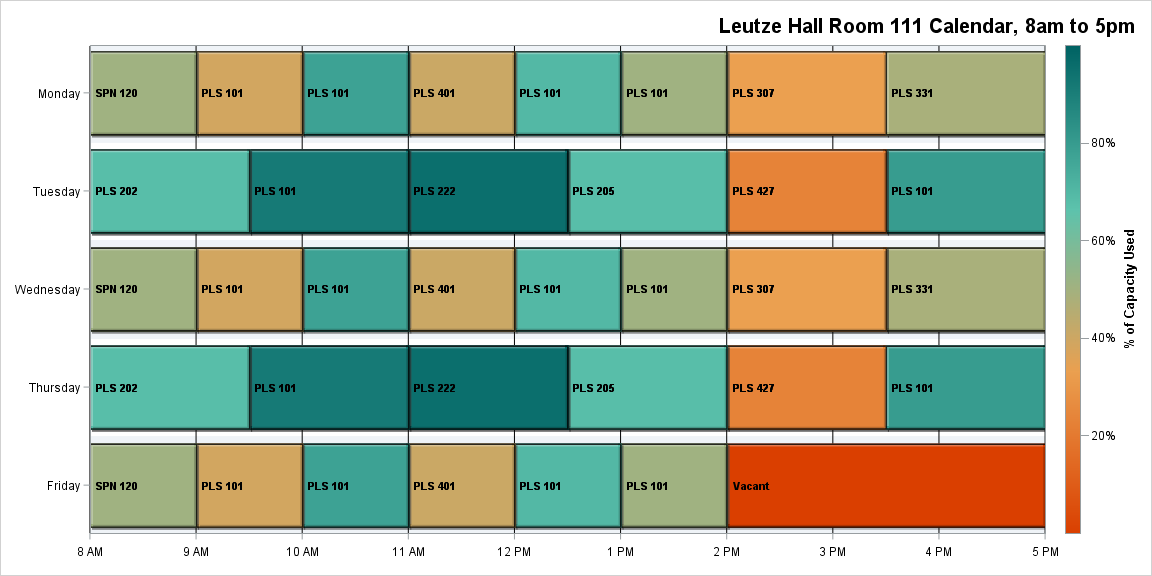 Leutze Hall Room 111 Calendar, 8am to 5pm
Monday
SPN 120
PLS 101
PLS 101
PLS 401
PLS 101
PLS 101
PLS 307
PLS 331
Tuesday
PLS 202
PLS 101
PLS 222
PLS 205
PLS 427
PLS 101
Wednesday
SPN 120
PLS 101
PLS 101
PLS 401
PLS 101
PLS 101
PLS 307
PLS 331
Thursday
PLS 202
PLS 101
PLS 222
PLS 205
PLS 427
PLS 101
Friday
SPN 120
PLS 101
PLS 101
PLS 401
PLS 101
PLS 101
Vacant
8 AM
9 AM
10 AM
11 AM
12 PM
1 PM
2 PM
3 PM
4 PM
5 PM
80%
60%
40%
20%
% of Capacity Used